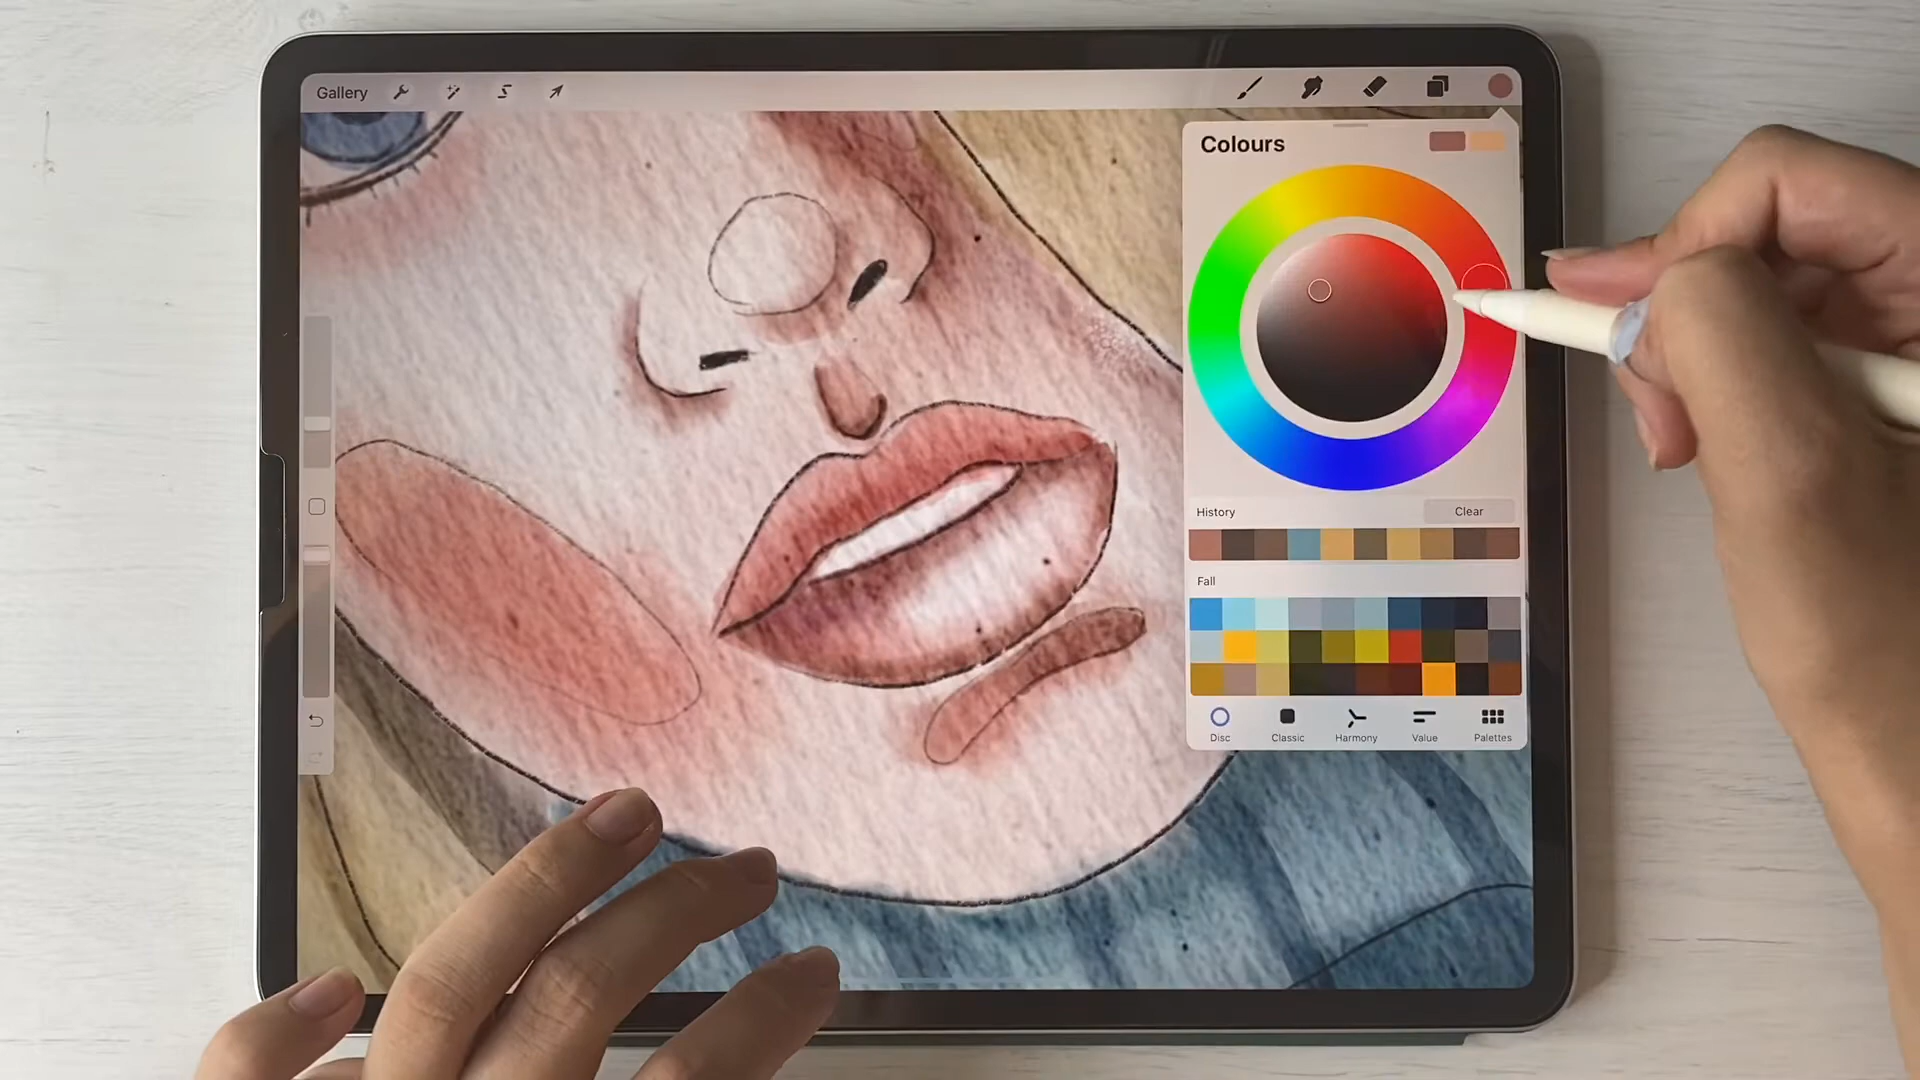 Gallery
Colours
History
Clear
Fall
Disc
Classic
Harmony
Value
Palettes